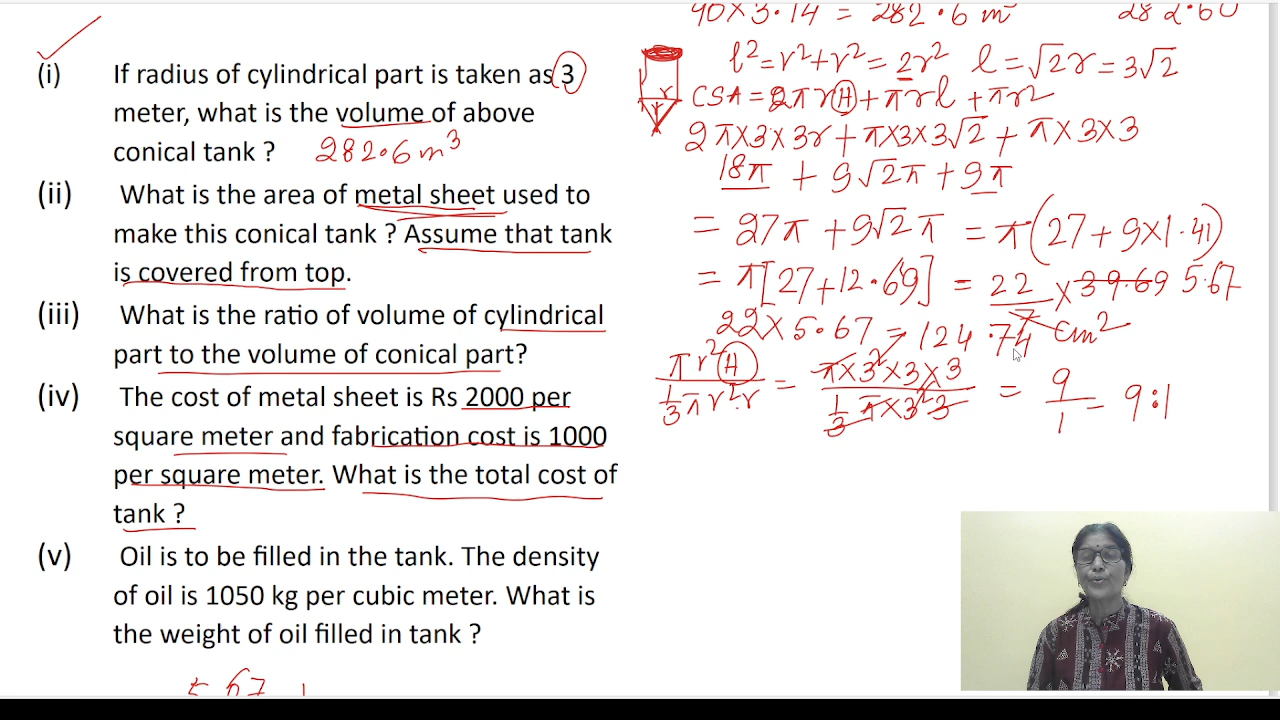 (i) If radius of cylindrical part is taken as 3
meter, what is the volume of above
conical tank ? 282.6 m³
(ii) What is the area of metal sheet used to
make this conical tank ? Assume that tank
is covered from top.
(iii) What is the ratio of volume of cylindrical
part to the volume of conical part?
(iv) The cost of metal sheet is Rs 2000 per
square meter and fabrication cost is 1000
per square meter. What is the total cost of
tank ?
(v) Oil is to be filled in the tank. The density
of oil is 1050 kg per cubic meter. What is
the weight of oil filled in tank ?
90 × 3.14 = 282.6 m³ 282.60
l² = r² + r² = 2r² l = √2r = 3√2
r
CSA = 2πrH + πrl + πr²
2π×3×3r + π×3×3√2 + π×3×3
18π + 9√2π + 9π
= 27π + 9√2π = π(27 + 9×1.41)
= π[27 + 12.69] = 22/7 × 39.69 5.67
22 × 5.67 = 124.74 cm²
πr²H / ⅓πr².r = π×3²×3×3 / ⅓π×3²×3 = 9/1 – 9:1